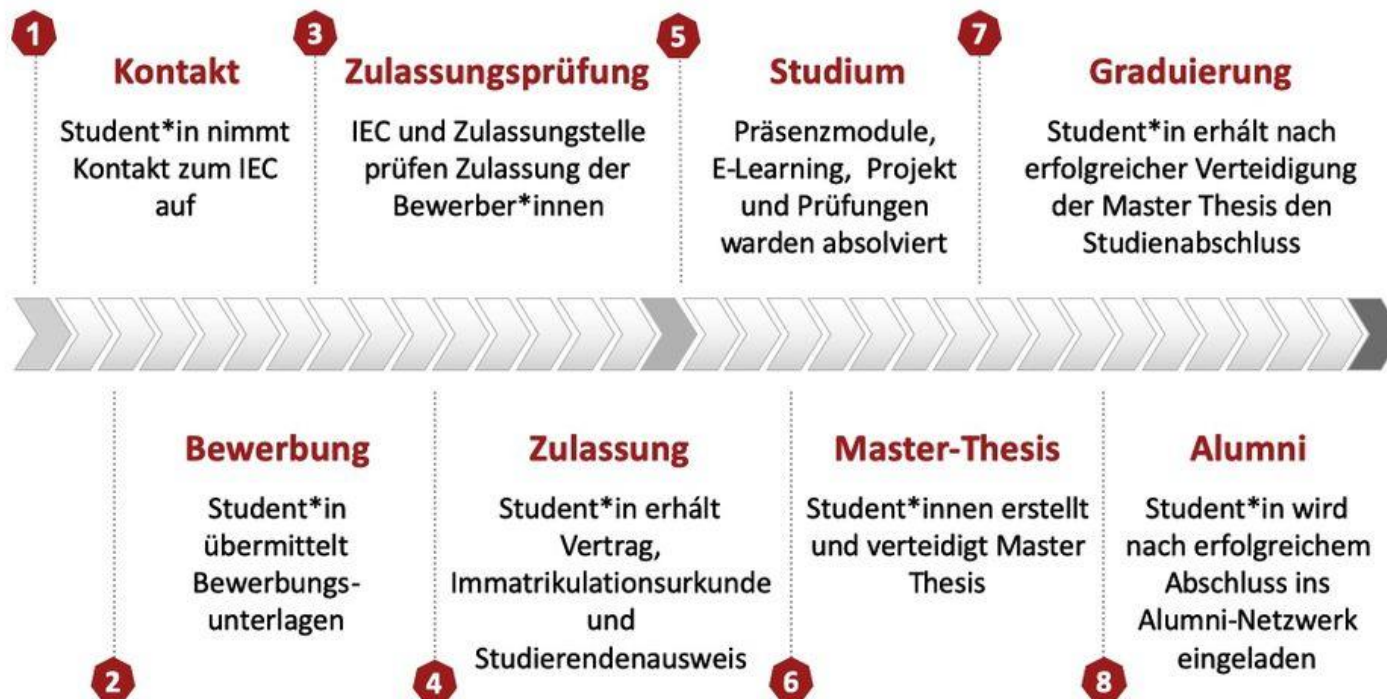 1
Kontakt
Student*in nimmt
Kontakt zum IEC
auf
2
Bewerbung
Student*in
übermittelt
Bewerbungs-
unterlagen
3
Zulassungsprüfung
IEC und Zulassungstelle
prüfen Zulassung der
Bewerber*innen
4
Zulassung
Student*in erhält
Vertrag,
Immatrikulationsurkunde
und
Studierendenausweis
5
Studium
Präsenzmodule,
E-Learning, Projekt
und Prüfungen
warden absolviert
6
Master-Thesis
Student*innen erstellt
und verteidigt Master
Thesis
7
Graduierung
Student*in erhält nach
erfolgreicher Verteidigung
der Master Thesis den
Studienabschluss
8
Alumni
Student*in wird
nach erfolgreichem
Abschluss ins
Alumni-Netzwerk
eingeladen